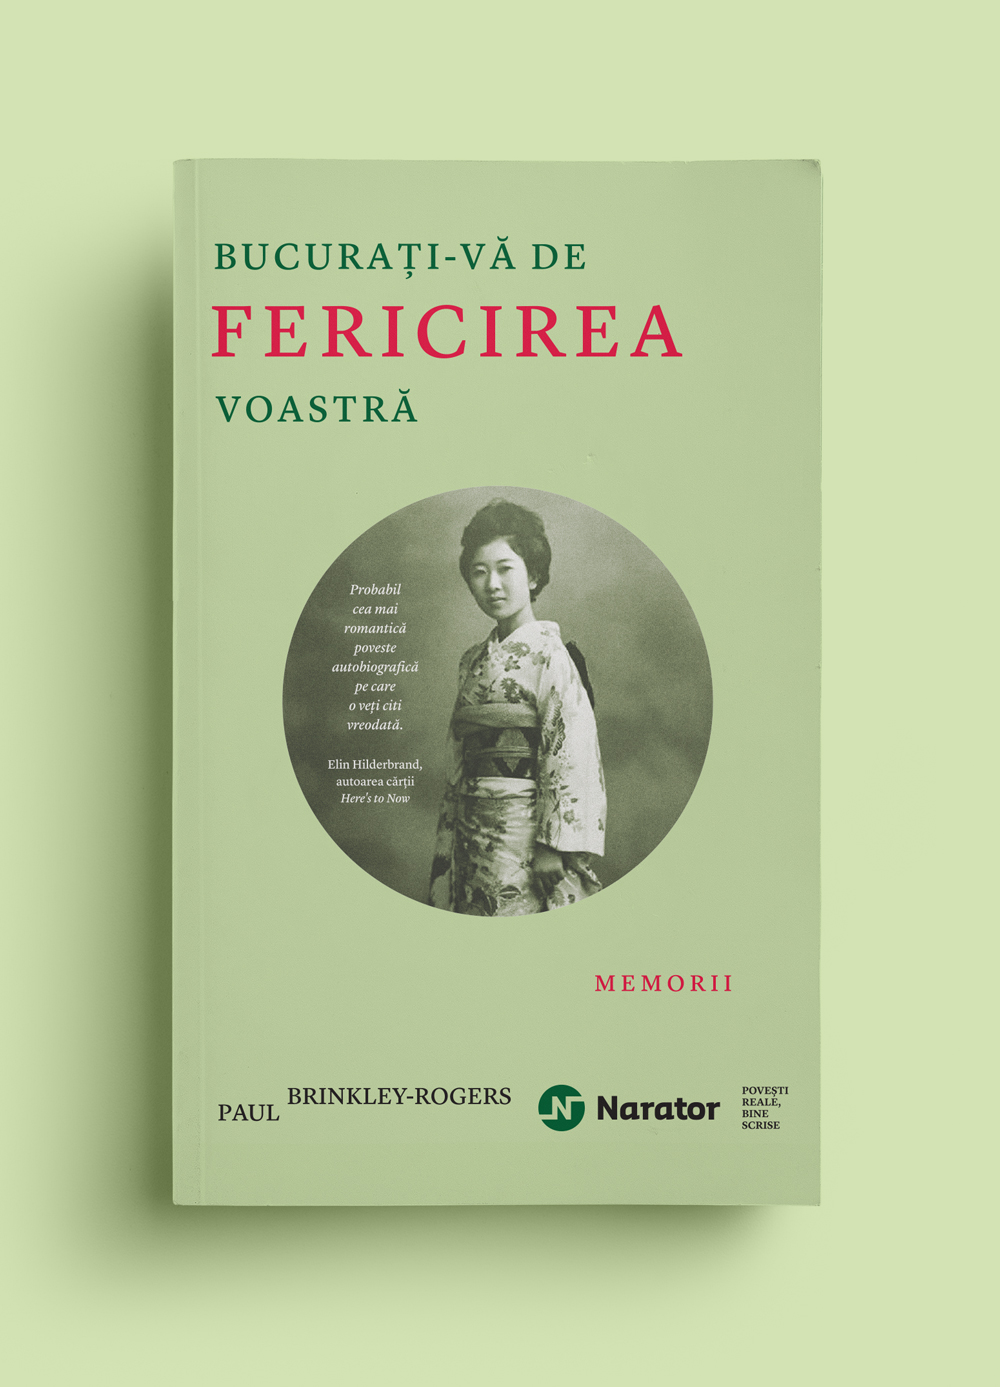 BUCURAȚI-VĂ DE
FERICIREA
VOASTRĂ
Probabil
cea mai
romantică
poveste
autobiografică
pe care
o veți citi
vreodată.
Elin Hilderbrand,
autoarea cărții
Here's to Now
MEMORII
PAUL BRINKLEY-ROGERS
N Narator
POVEȘTI
REALE,
BINE
SCRISE